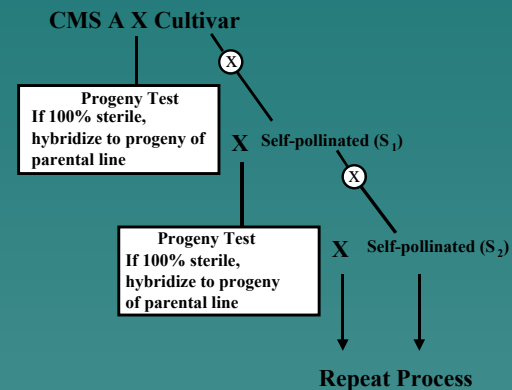 CMS A X Cultivar
X
Progeny Test
If 100% sterile,
hybridize to progeny of
parental line
X Self-pollinated (S1)
X
Progeny Test
If 100% sterile,
hybridize to progeny
of parental line
X Self-pollinated (S2)
Repeat Process